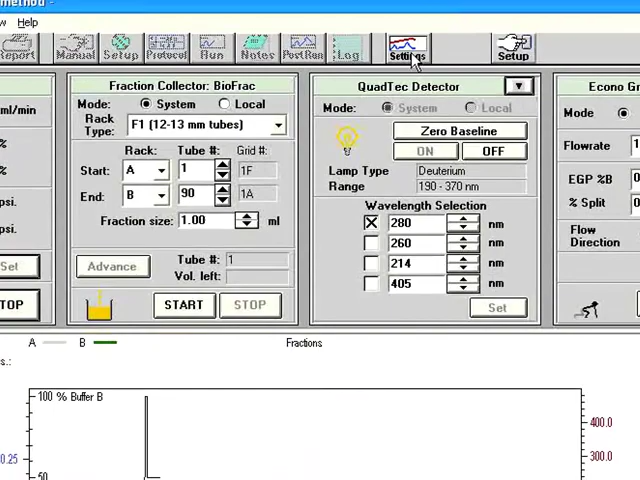 method -
w Help
Report Manual Setup Protocol Run Notes PostRun Log Settings Setup
ml/min
%
%
psi.
psi.
Set
TOP
Fraction Collector: BioFrac
Mode: System Local
Rack Type: F1 (12-13 mm tubes)
Rack: Tube #: Grid #:
Start: A 1 1F
End: B 90 1A
Fraction size: 1.00 ml
Advance Tube #: 1
Vol. left:
START STOP
QuadTec Detector
Mode: System Local
Zero Baseline
ON OFF
Lamp Type Deuterium
Range 190 - 370 nm
Wavelength Selection
280 nm
260 nm
214 nm
405 nm
Set
Econo Gr
Mode
Flowrate 1
EGP %B 0
% Split 0
Flow Direction
A B Fractions
s.:
100 % Buffer B
400.0
0.25
300.0
50